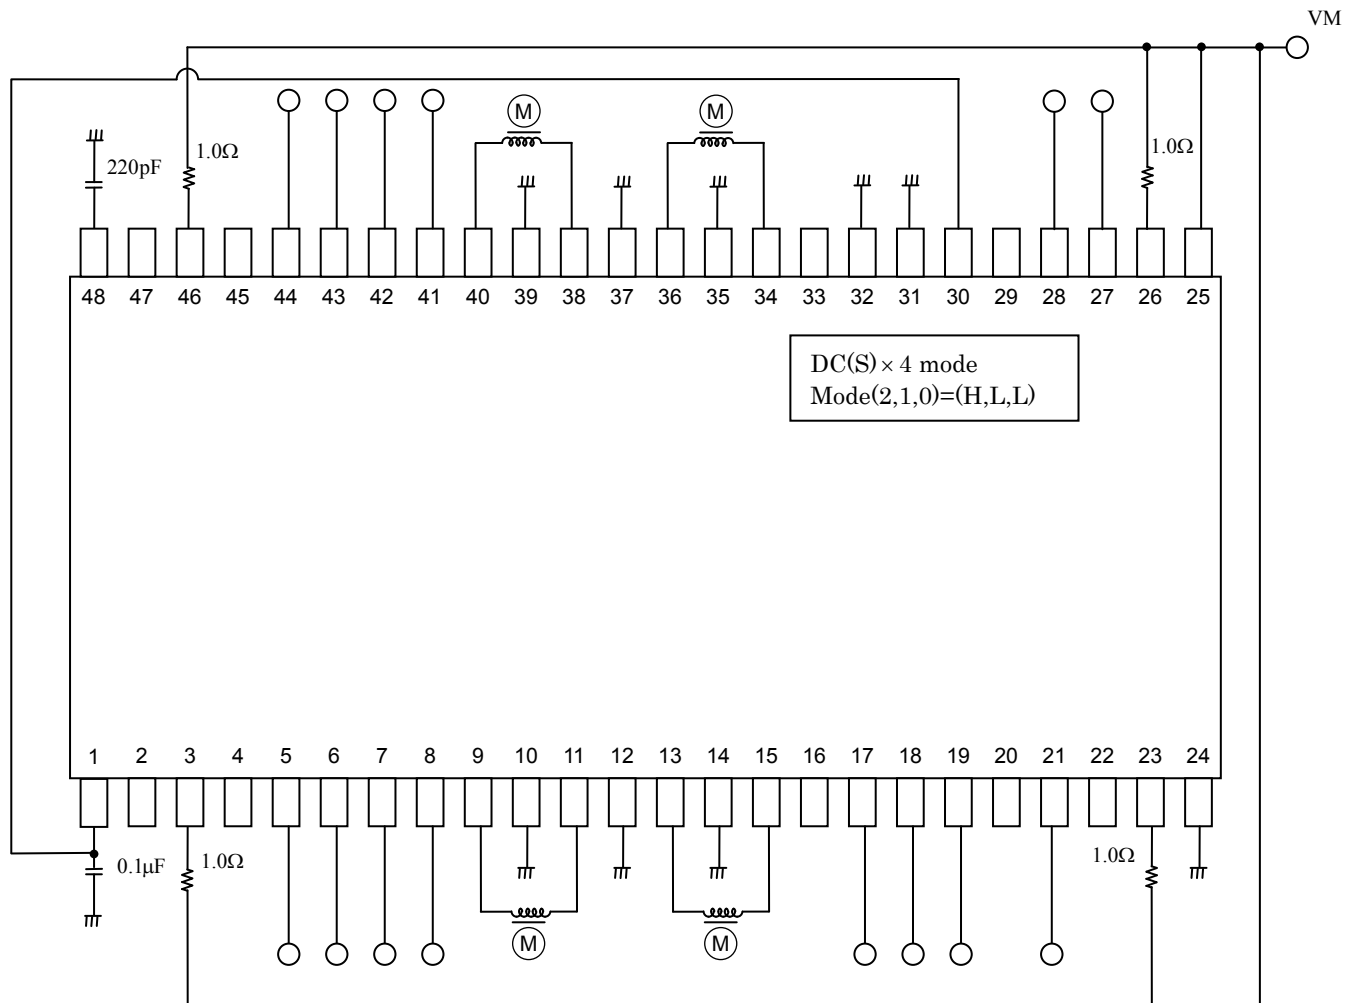 VM
M
M
1.0Ω
220pF
1.0Ω
48 47 46 45 44 43 42 41 40 39 38 37 36 35 34 33 32 31 30 29 28 27 26 25
DC(S) × 4 mode
Mode(2,1,0)=(H,L,L)
1 2 3 4 5 6 7 8 9 10 11 12 13 14 15 16 17 18 19 20 21 22 23 24
0.1μF
1.0Ω
1.0Ω
M
M